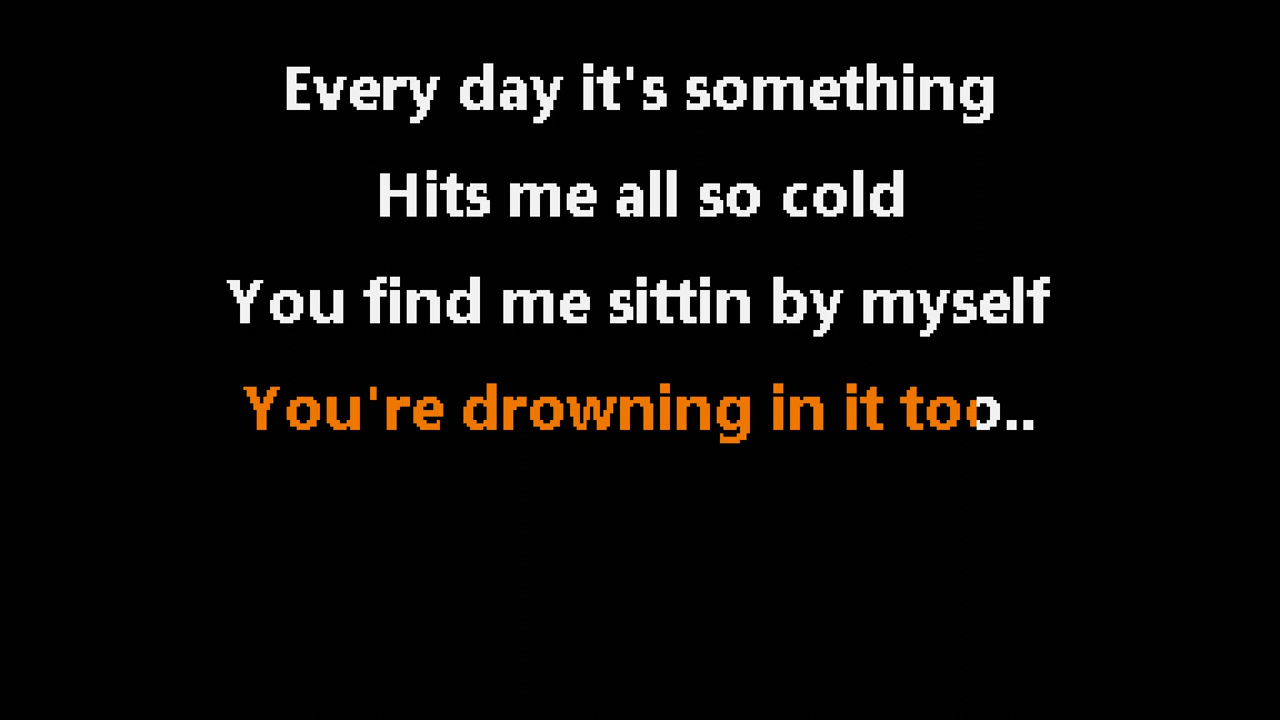 Every day it's something
Hits me all so cold
You find me sittin by myself
You're drowning in it too..